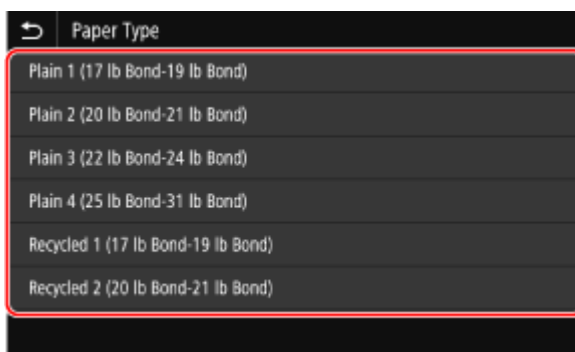 Paper Type
Plain 1 (17 lb Bond-19 lb Bond)
Plain 2 (20 lb Bond-21 lb Bond)
Plain 3 (22 lb Bond-24 lb Bond)
Plain 4 (25 lb Bond-31 lb Bond)
Recycled 1 (17 lb Bond-19 lb Bond)
Recycled 2 (20 lb Bond-21 lb Bond)